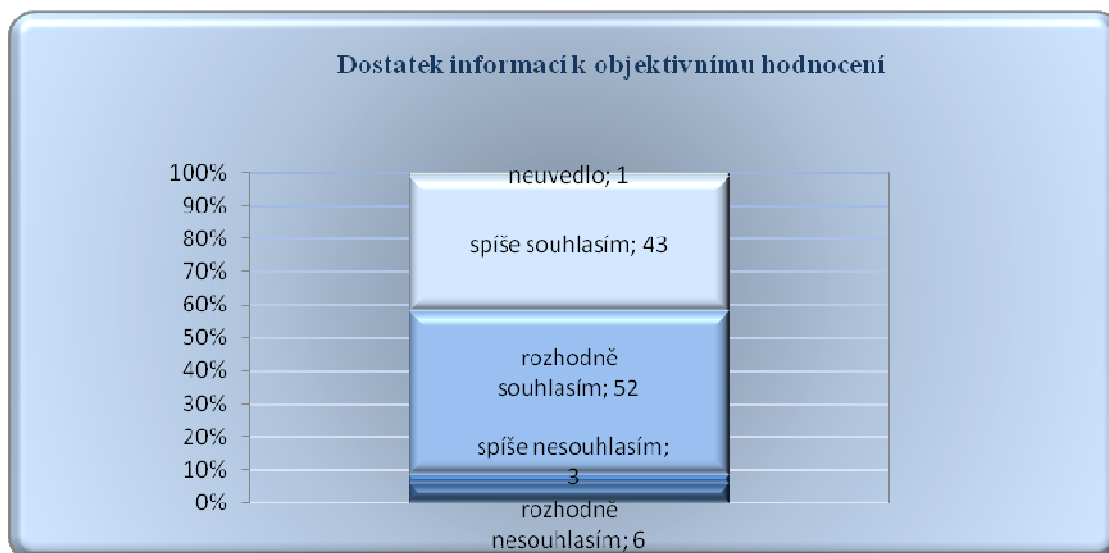 Dostatek informací k objektivnímu hodnocení
100%
90%
80%
70%
60%
50%
40%
30%
20%
10%
0%
neuvedlo; 1
spíše souhlasím; 43
rozhodně
souhlasím; 52
spíše nesouhlasím;
3
rozhodně
nesouhlasím; 6